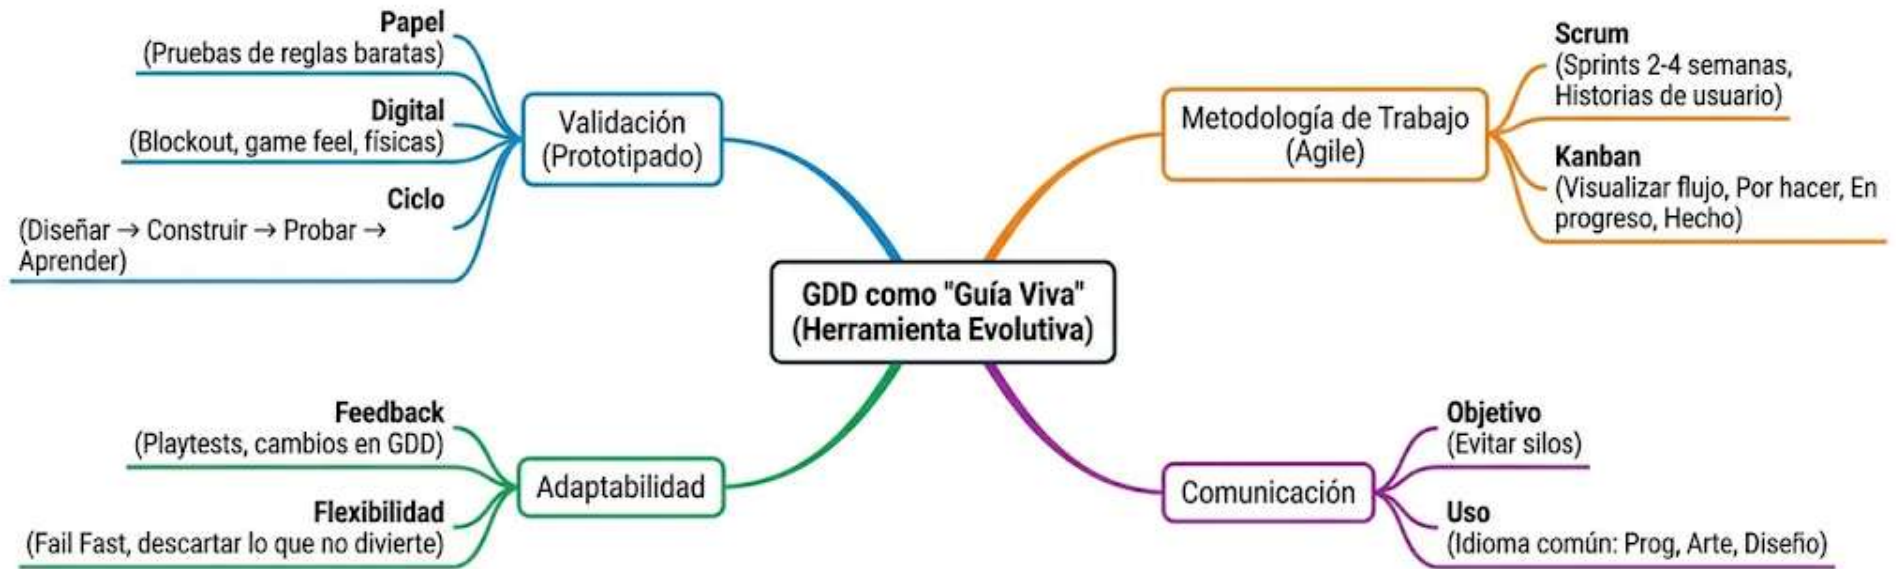 Papel
(Pruebas de reglas baratas)
Digital
(Blockout, game feel, físicas)
Ciclo
(Diseñar → Construir → Probar →
Aprender)
Validación
(Prototipado)
Scrum
(Sprints 2-4 semanas,
Historias de usuario)
Kanban
(Visualizar flujo, Por hacer, En
progreso, Hecho)
Metodología de Trabajo
(Agile)
GDD como "Guía Viva"
(Herramienta Evolutiva)
Feedback
(Playtests, cambios en GDD)
Flexibilidad
(Fail Fast, descartar lo que no divierte)
Adaptabilidad
Objetivo
(Evitar silos)
Uso
(Idioma común: Prog, Arte, Diseño)
Comunicación